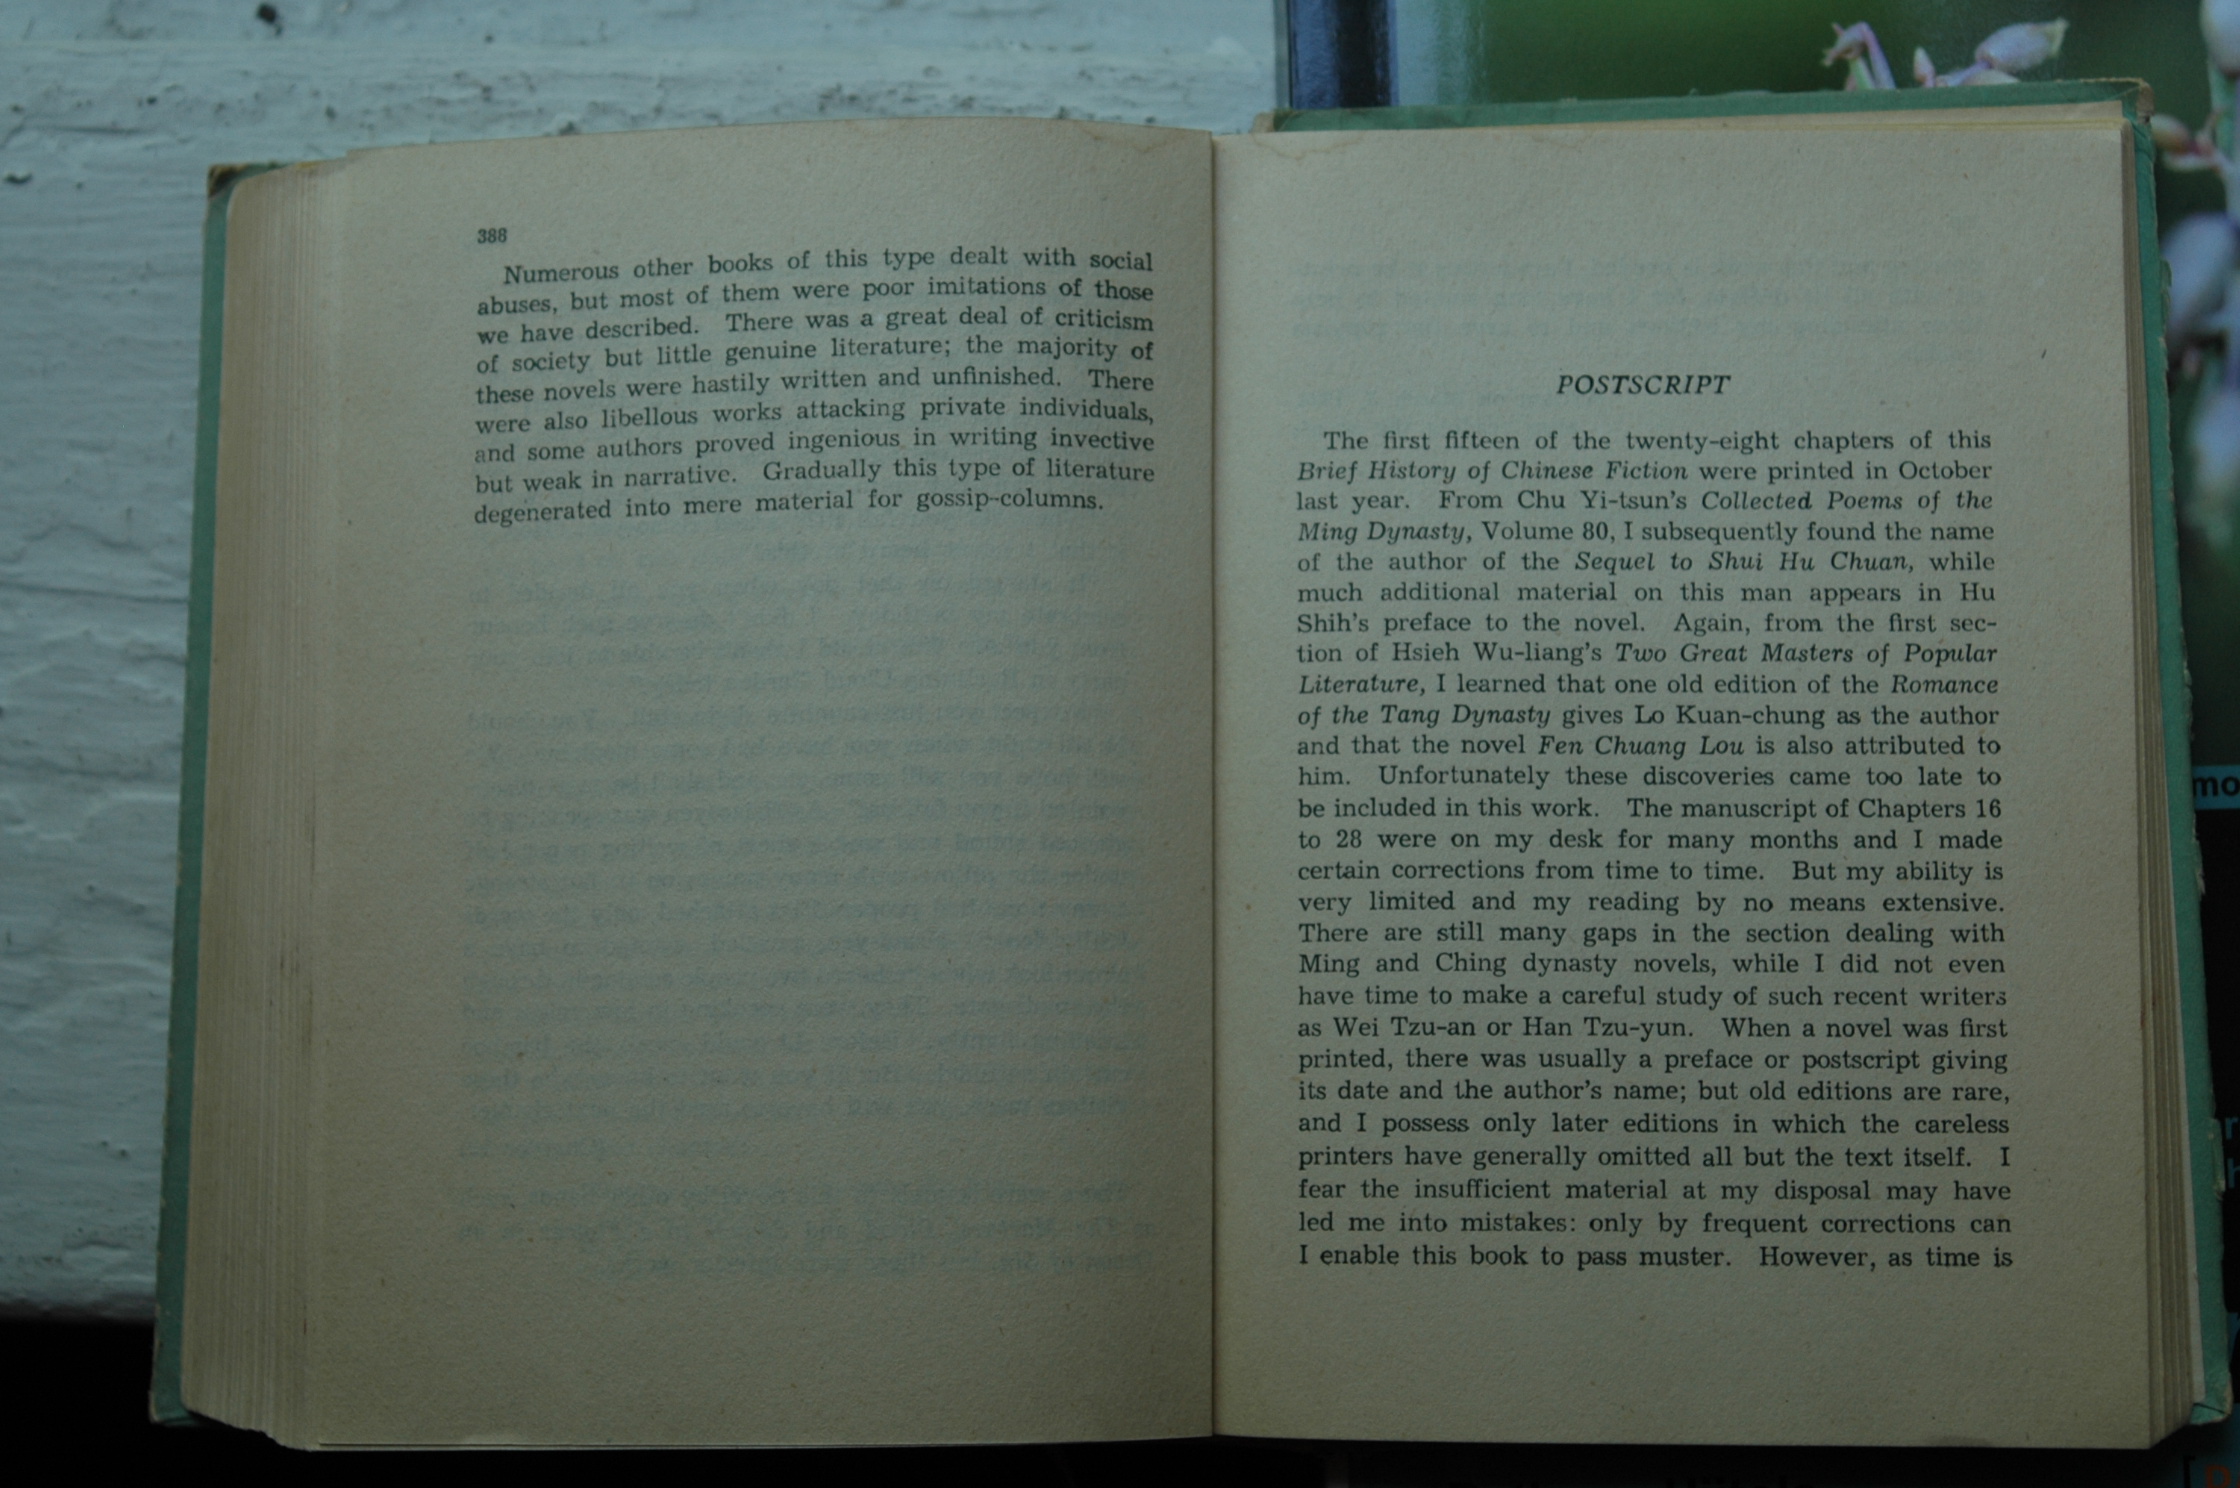 388
Numerous other books of this type dealt with social
abuses, but most of them were poor imitations of those
we have described. There was a great deal of criticism
of society but little genuine literature; the majority of
these novels were hastily written and unfinished. There
were also libellous works attacking private individuals,
and some authors proved ingenious in writing invective
but weak in narrative. Gradually this type of literature
degenerated into mere material for gossip-columns.
POSTSCRIPT
The first fifteen of the twenty-eight chapters of this
Brief History of Chinese Fiction were printed in October
last year. From Chu Yi-tsun's Collected Poems of the
Ming Dynasty, Volume 80, I subsequently found the name
of the author of the Sequel to Shui Hu Chuan, while
much additional material on this man appears in Hu
Shih's preface to the novel. Again, from the first sec-
tion of Hsieh Wu-liang's Two Great Masters of Popular
Literature, I learned that one old edition of the Romance
of the Tang Dynasty gives Lo Kuan-chung as the author
and that the novel Fen Chuang Lou is also attributed to
him. Unfortunately these discoveries came too late to
be included in this work. The manuscript of Chapters 16
to 28 were on my desk for many months and I made
certain corrections from time to time. But my ability is
very limited and my reading by no means extensive.
There are still many gaps in the section dealing with
Ming and Ching dynasty novels, while I did not even
have time to make a careful study of such recent writers
as Wei Tzu-an or Han Tzu-yun. When a novel was first
printed, there was usually a preface or postscript giving
its date and the author's name; but old editions are rare,
and I possess only later editions in which the careless
printers have generally omitted all but the text itself. I
fear the insufficient material at my disposal may have
led me into mistakes: only by frequent corrections can
I enable this book to pass muster. However, as time is
mo